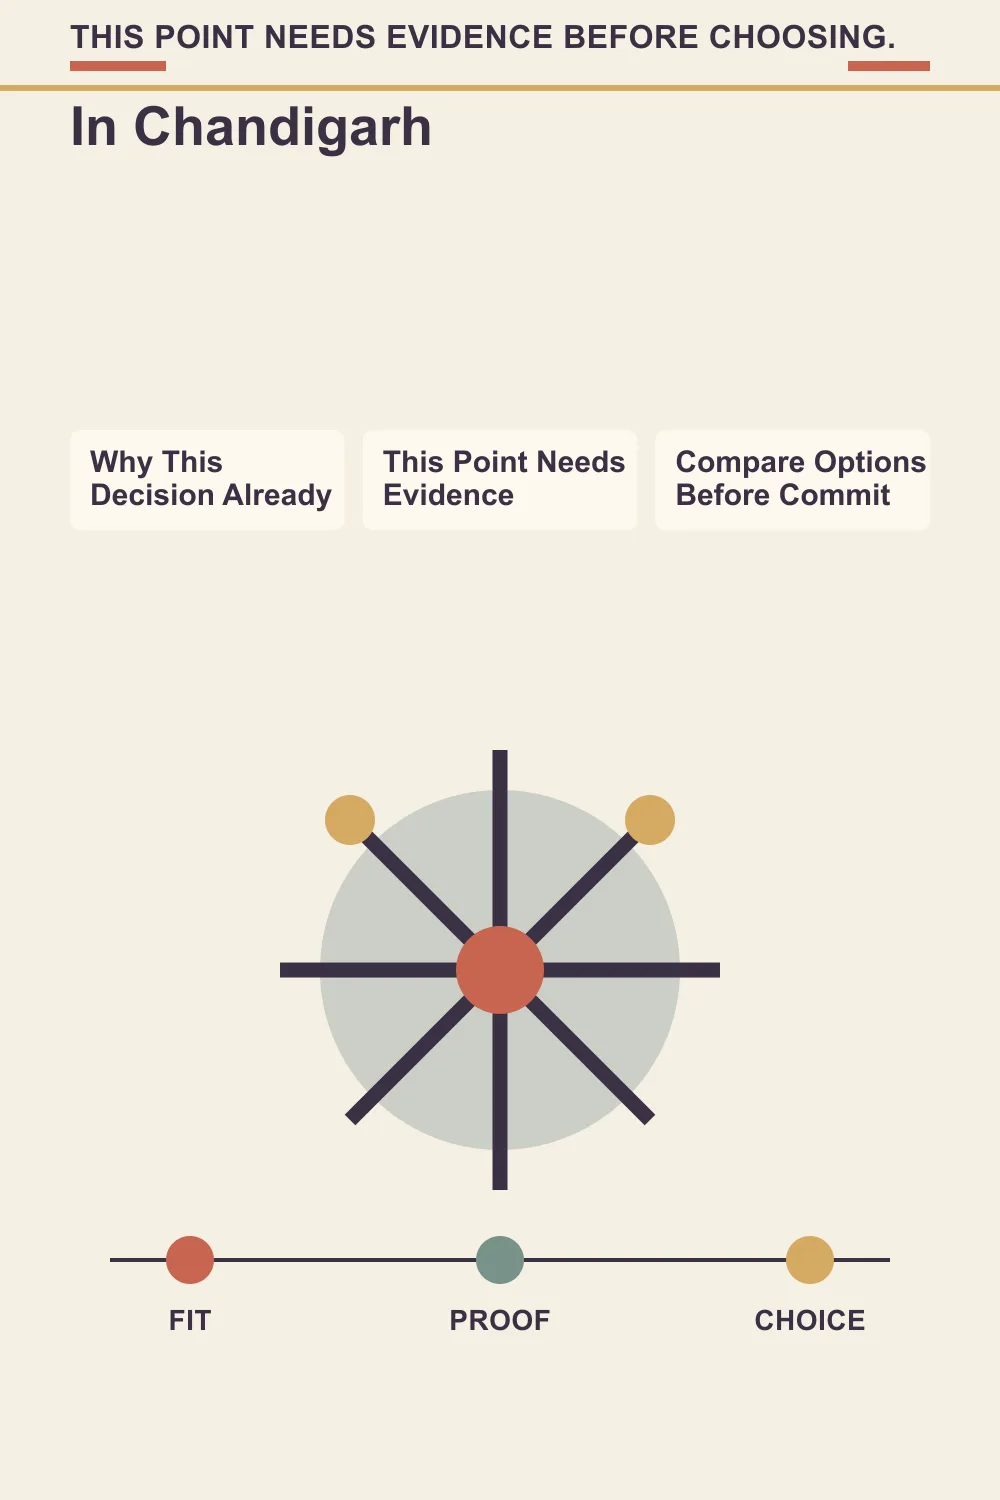 THIS POINT NEEDS EVIDENCE BEFORE CHOOSING.
In Chandigarh
Why This
Decision Already
This Point Needs
Evidence
Compare Options
Before Commit
FIT
PROOF
CHOICE